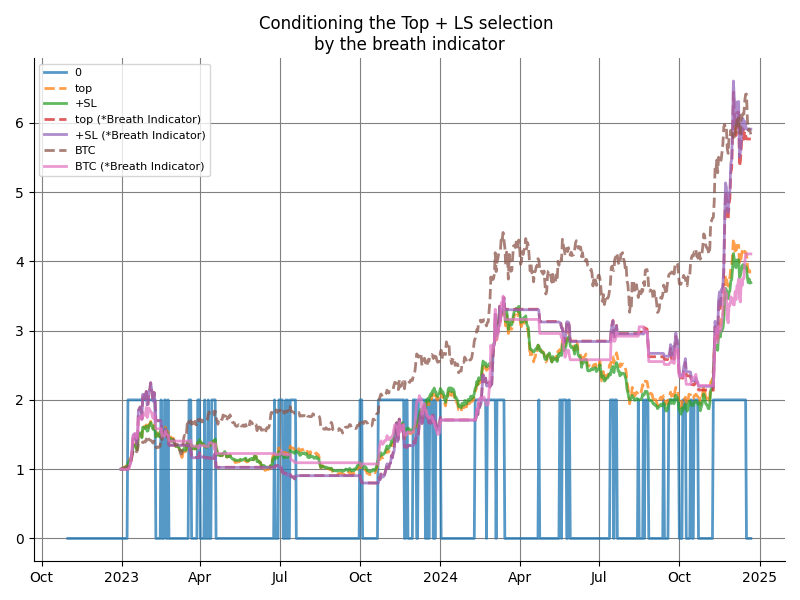 Conditioning the Top + LS selection
by the breath indicator
0
top
+SL
top (*Breath Indicator)
+SL (*Breath Indicator)
BTC
BTC (*Breath Indicator)
6
5
4
3
2
1
0
Oct
2023
Apr
Jul
Oct
2024
Apr
Jul
Oct
2025